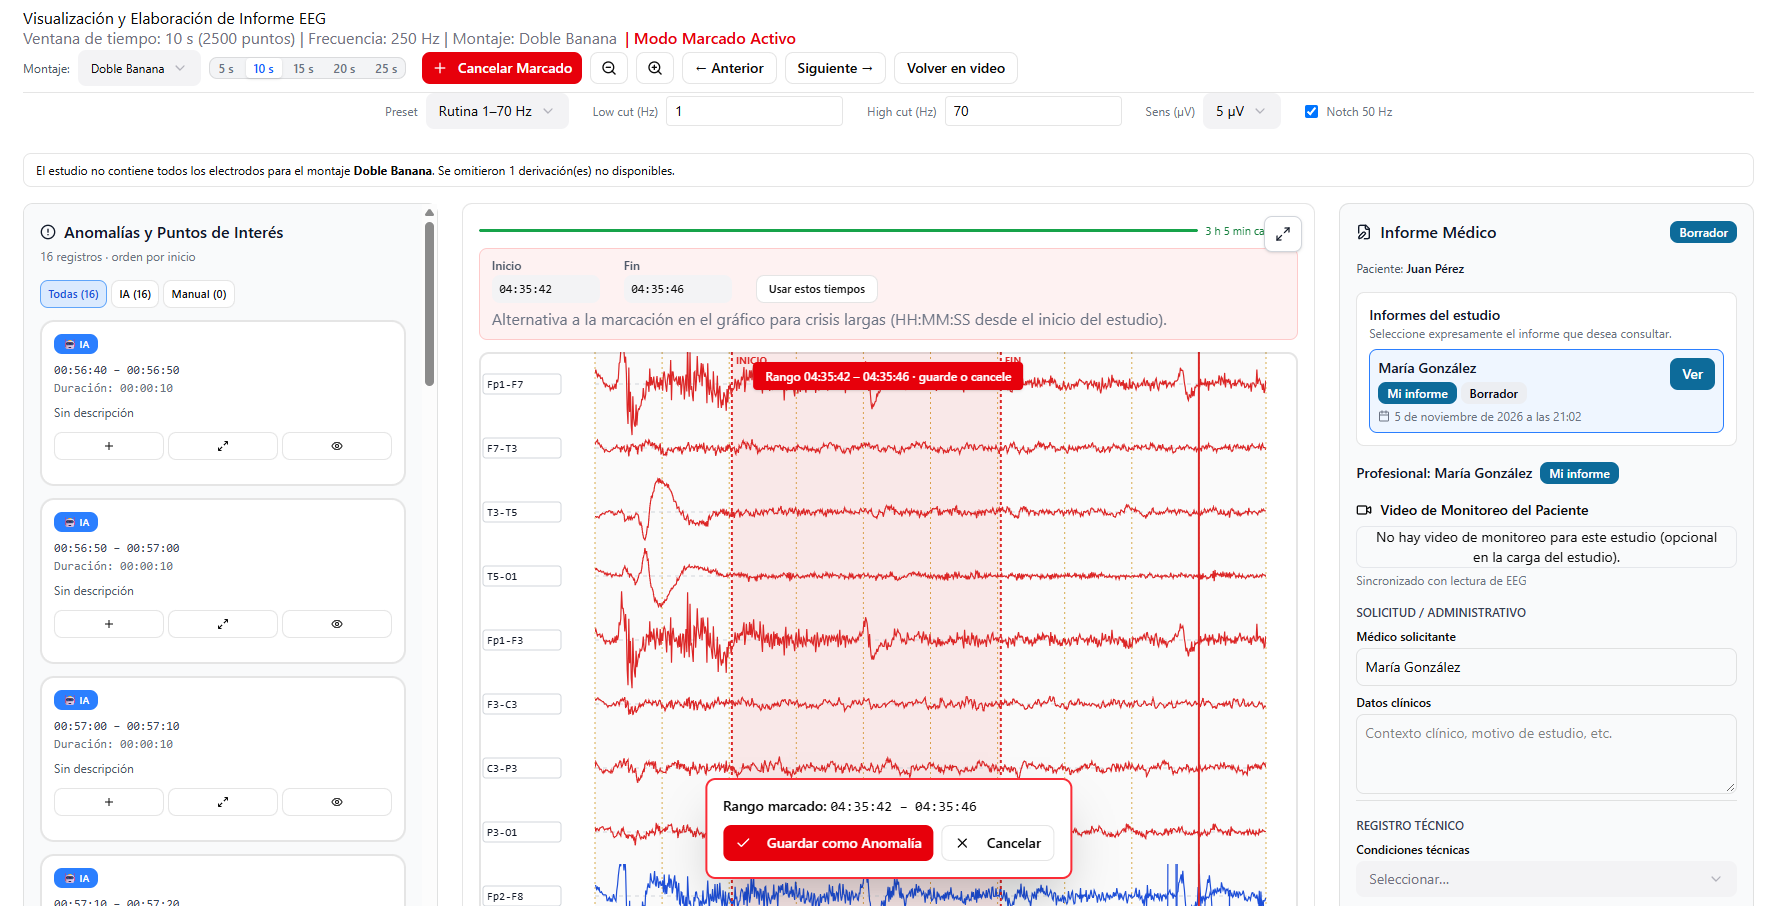 Visualización y Elaboración de Informe EEG
Ventana de tiempo: 10 s (2500 puntos) | Frecuencia: 250 Hz | Montaje: Doble Banana | Modo Marcado Activo
Montaje: Doble Banana 5 s 10 s 15 s 20 s 25 s + Cancelar Marcado ← Anterior Siguiente → Volver en video
Preset Rutina 1–70 Hz Low cut (Hz) 1 High cut (Hz) 70 Sens (µV) 5 µV Notch 50 Hz
El estudio no contiene todos los electrodos para el montaje Doble Banana. Se omitieron 1 derivación(es) no disponibles.
Anomalías y Puntos de Interés
16 registros · orden por inicio
Todas (16) IA (16) Manual (0)
IA
00:56:40 – 00:56:50
Duración: 00:00:10
Sin descripción
IA
00:56:50 – 00:57:00
Duración: 00:00:10
Sin descripción
IA
00:57:00 – 00:57:10
Duración: 00:00:10
Sin descripción
IA
00:57:10 – 00:57:20
3 h 5 min ca
Inicio Fin
04:35:42 04:35:46 Usar estos tiempos
Alternativa a la marcación en el gráfico para crisis largas (HH:MM:SS desde el inicio del estudio).
INICIO FIN
Rango 04:35:42 – 04:35:46 · guarde o cancele
Fp1-F7
F7-T3
T3-T5
T5-O1
Fp1-F3
F3-C3
C3-P3
P3-O1
Fp2-F8
Rango marcado: 04:35:42 – 04:35:46
Guardar como Anomalía Cancelar
Informe Médico Borrador
Paciente: Juan Pérez
Informes del estudio
Seleccione expresamente el informe que desea consultar.
María González Ver
Mi informe Borrador
5 de noviembre de 2026 a las 21:02
Profesional: María González Mi informe
Video de Monitoreo del Paciente
No hay video de monitoreo para este estudio (opcional
en la carga del estudio).
Sincronizado con lectura de EEG
SOLICITUD / ADMINISTRATIVO
Médico solicitante
María González
Datos clínicos
Contexto clínico, motivo de estudio, etc.
REGISTRO TÉCNICO
Condiciones técnicas
Seleccionar...